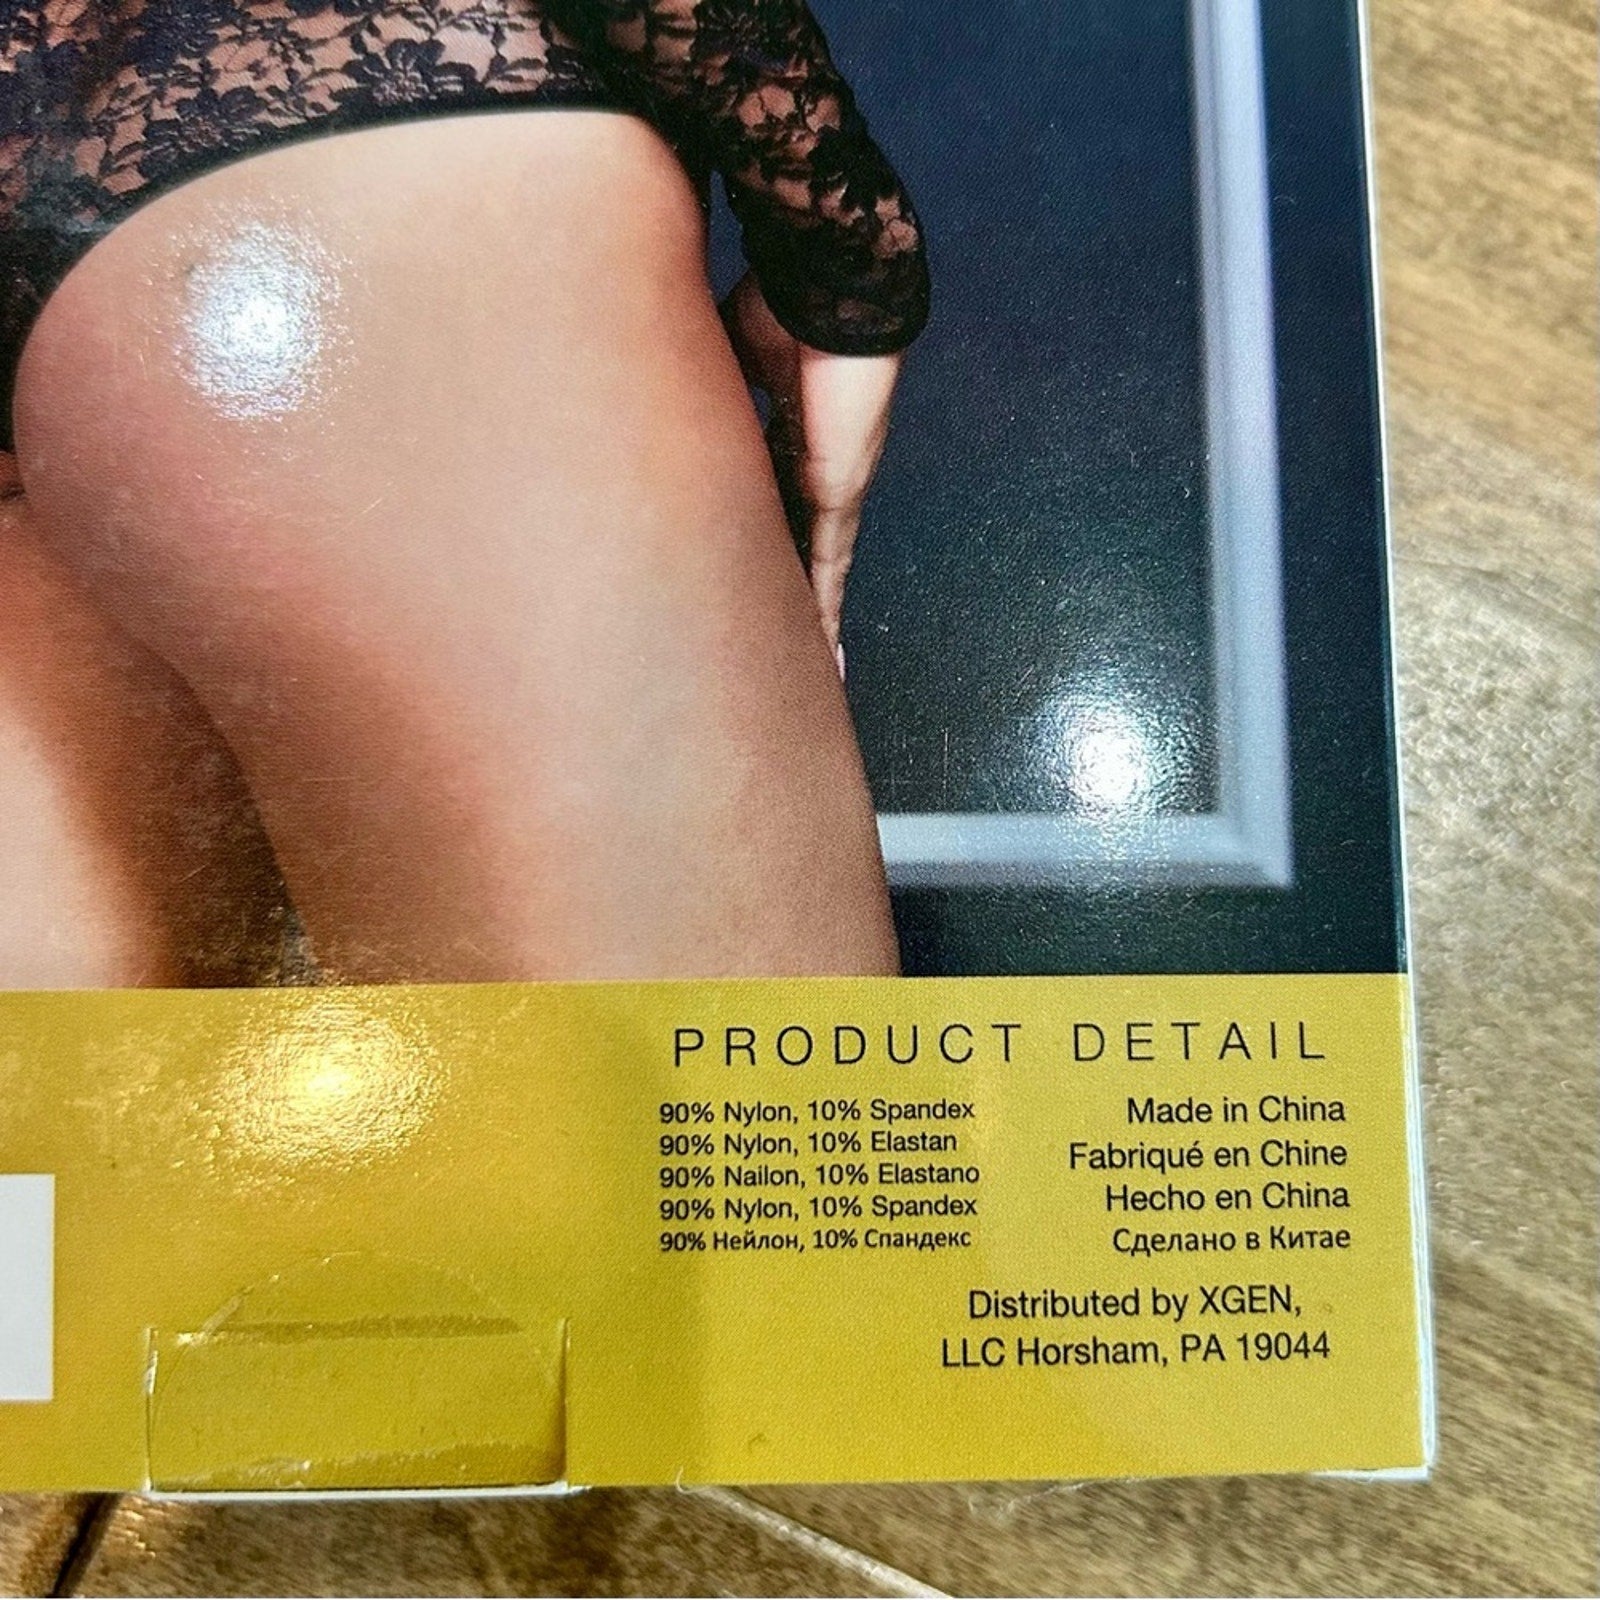 PRODUCT DETAIL
90% Nylon, 10% Spandex
90% Nylon, 10% Elastan
90% Nailon, 10% Elastano
90% Nylon, 10% Spandex
90% Нейлон, 10% Спандекс
Made in China
Fabriqué en Chine
Hecho en China
Сделано в Китае
Distributed by XGEN,
LLC Horsham, PA 19044